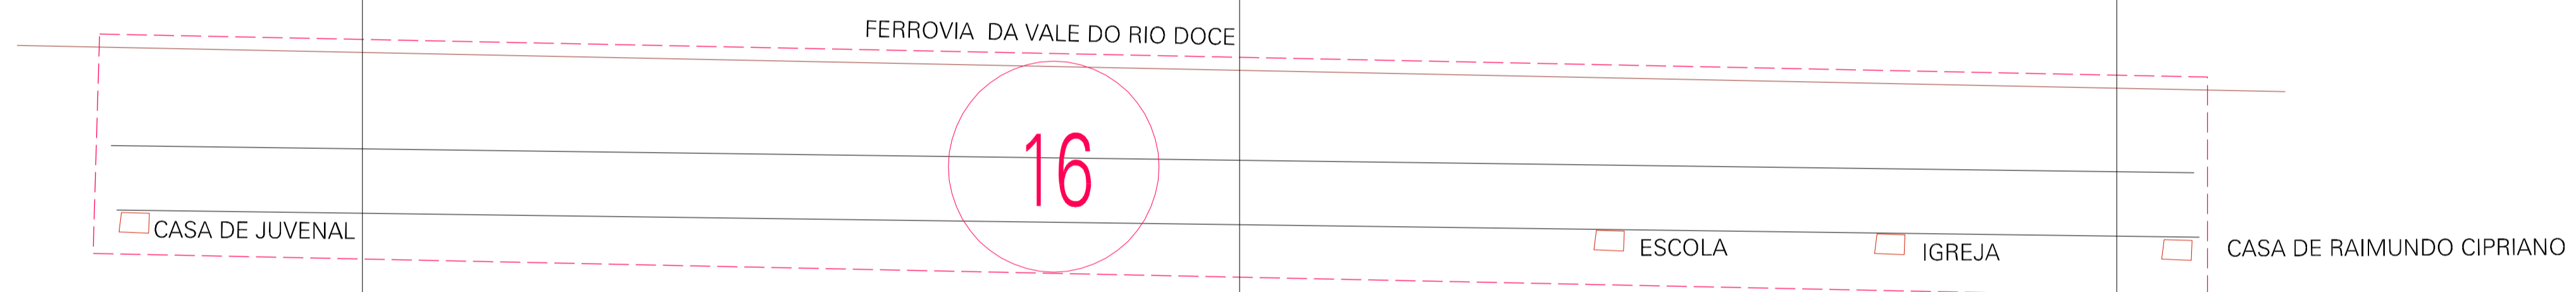 FERROVIA DA VALE DO RIO DOCE
16
CASA DE JUVENAL
ESCOLA
IGREJA
CASA DE RAIMUNDO CIPRIANO